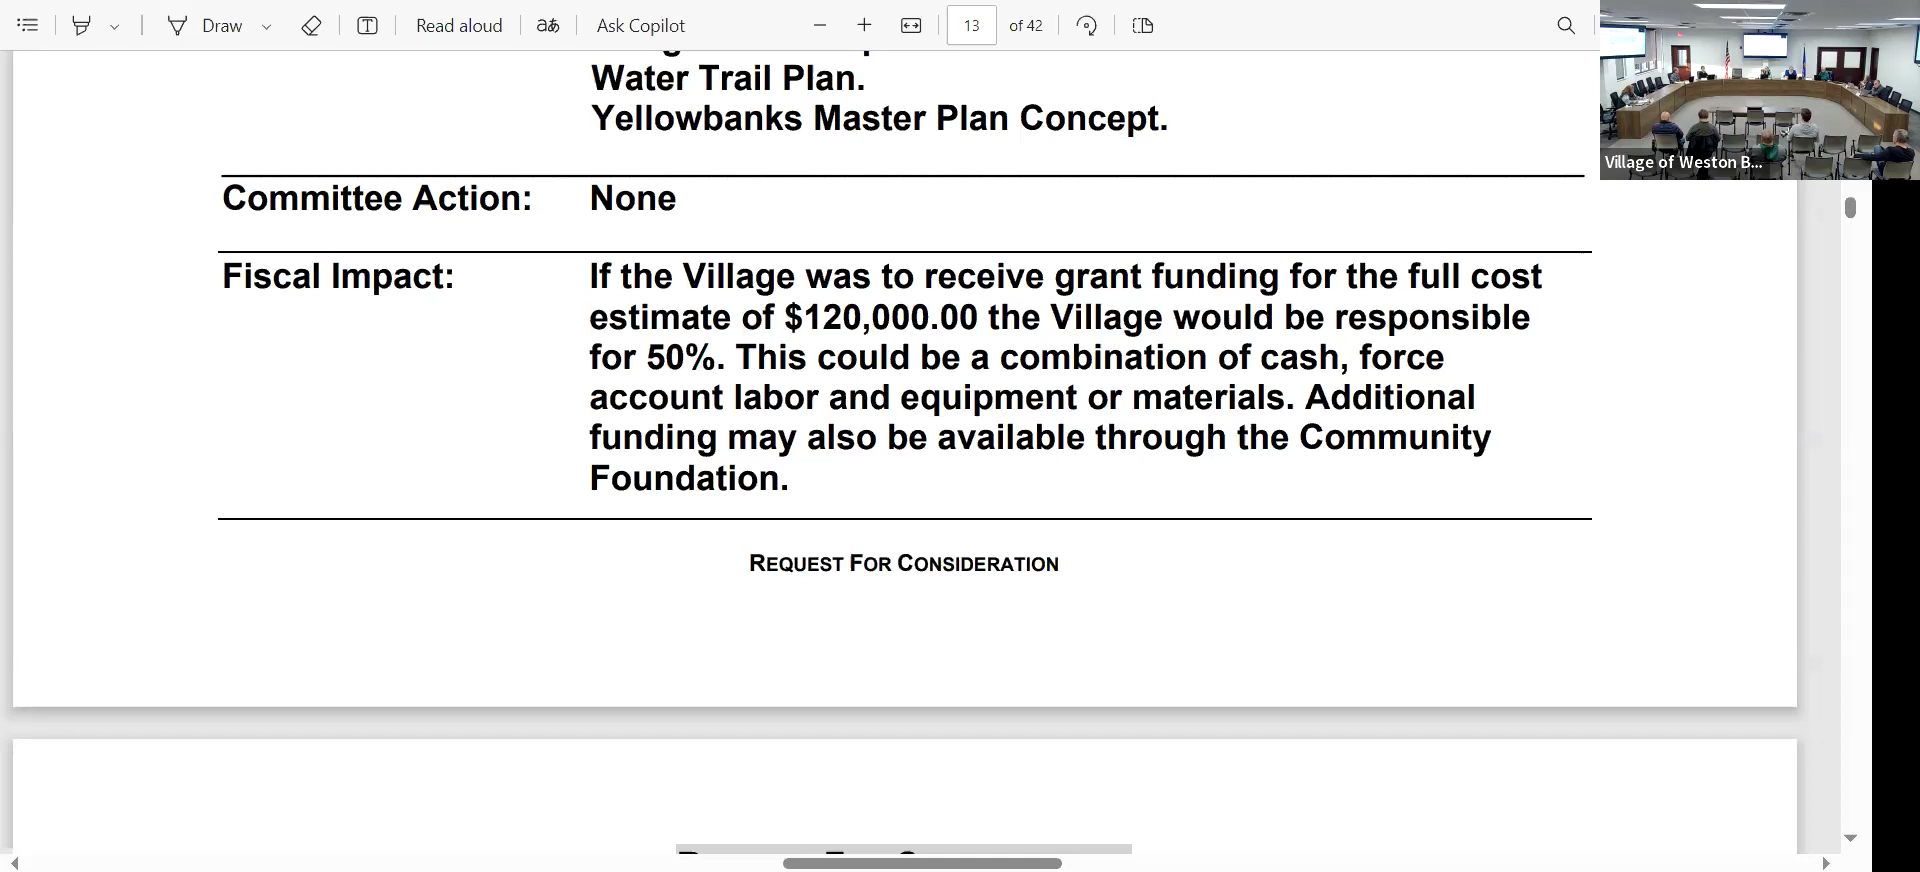 Draw
Read aloud
aあ
Ask Copilot
13
of 42
Water Trail Plan.
Yellowbanks Master Plan Concept.
Committee Action: None
Fiscal Impact: If the Village was to receive grant funding for the full cost
estimate of $120,000.00 the Village would be responsible
for 50%. This could be a combination of cash, force
account labor and equipment or materials. Additional
funding may also be available through the Community
Foundation.
REQUEST FOR CONSIDERATION
Village of Weston B...